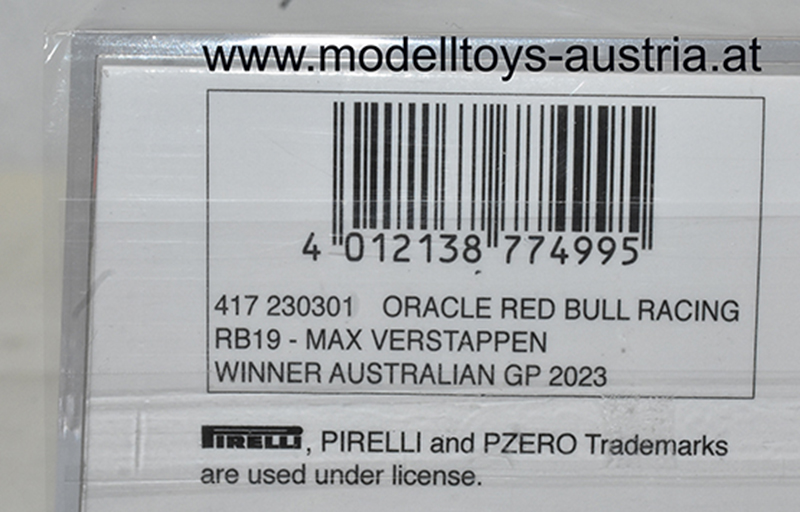 www.modelltoys-austria.at
4 012138 774995
417 230301 ORACLE RED BULL RACING
RB19 - MAX VERSTAPPEN
WINNER AUSTRALIAN GP 2023
PIRELLI, PIRELLI and PZERO Trademarks
are used under license.